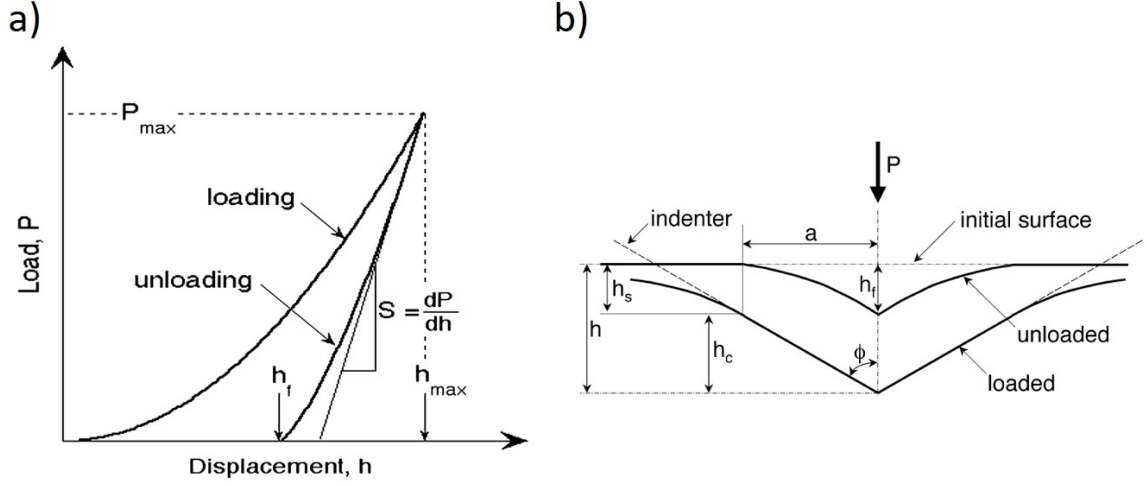 a)
P
max
loading
unloading
Load, P
S = dP
dh
h
f
h
max
Displacement, h
b)
P
indenter
initial surface
a
h
s
h
f
h
h
c
ϕ
unloaded
loaded